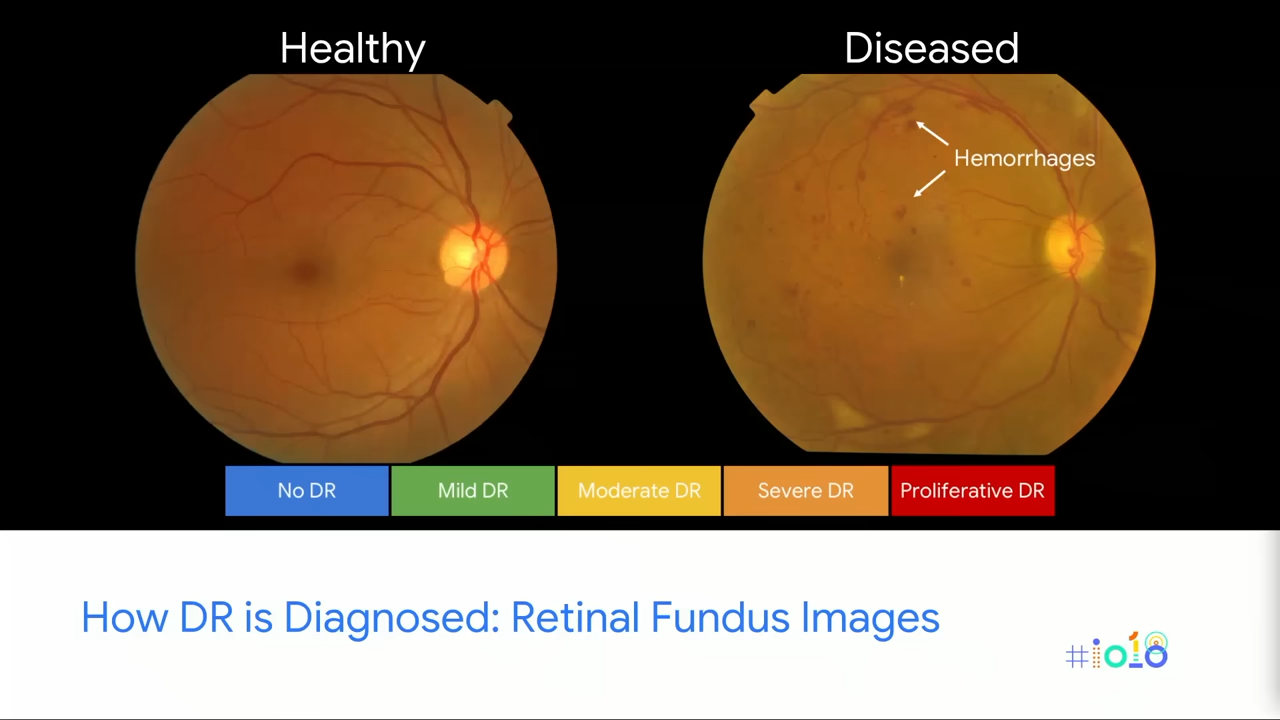 Healthy
Diseased
Hemorrhages
No DR
Mild DR
Moderate DR
Severe DR
Proliferative DR
How DR is Diagnosed: Retinal Fundus Images
#io18